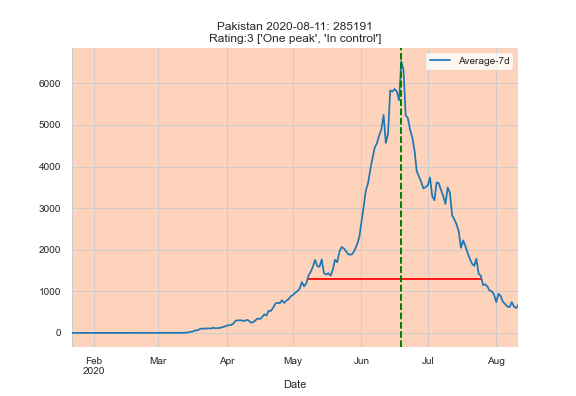 Pakistan 2020-08-11: 285191
Rating:3 ['One peak', 'In control']
Average-7d
6000
5000
4000
3000
2000
1000
0
Feb Mar Apr May Jun Jul Aug
2020
Date